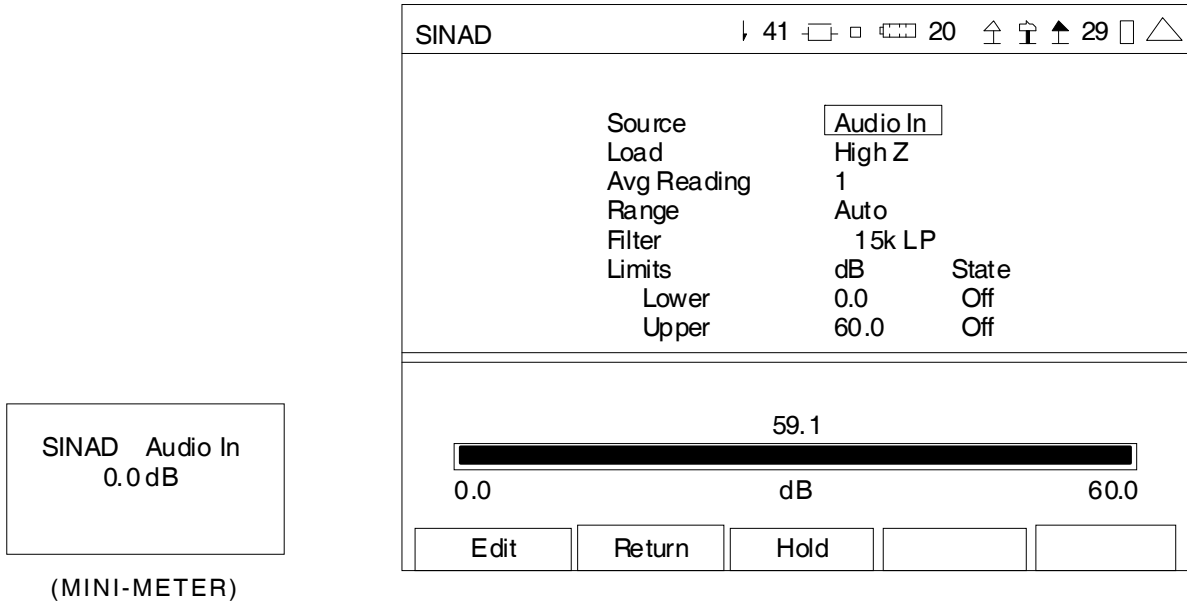 SINAD 41 20 29
Source Audio In
Load High Z
Avg Reading 1
Range Auto
Filter 15k LP
Limits dB State
Lower 0.0 Off
Upper 60.0 Off
59.1
0.0 dB 60.0
Edit Return Hold
SINAD Audio In
0.0 dB
(MINI-METER)